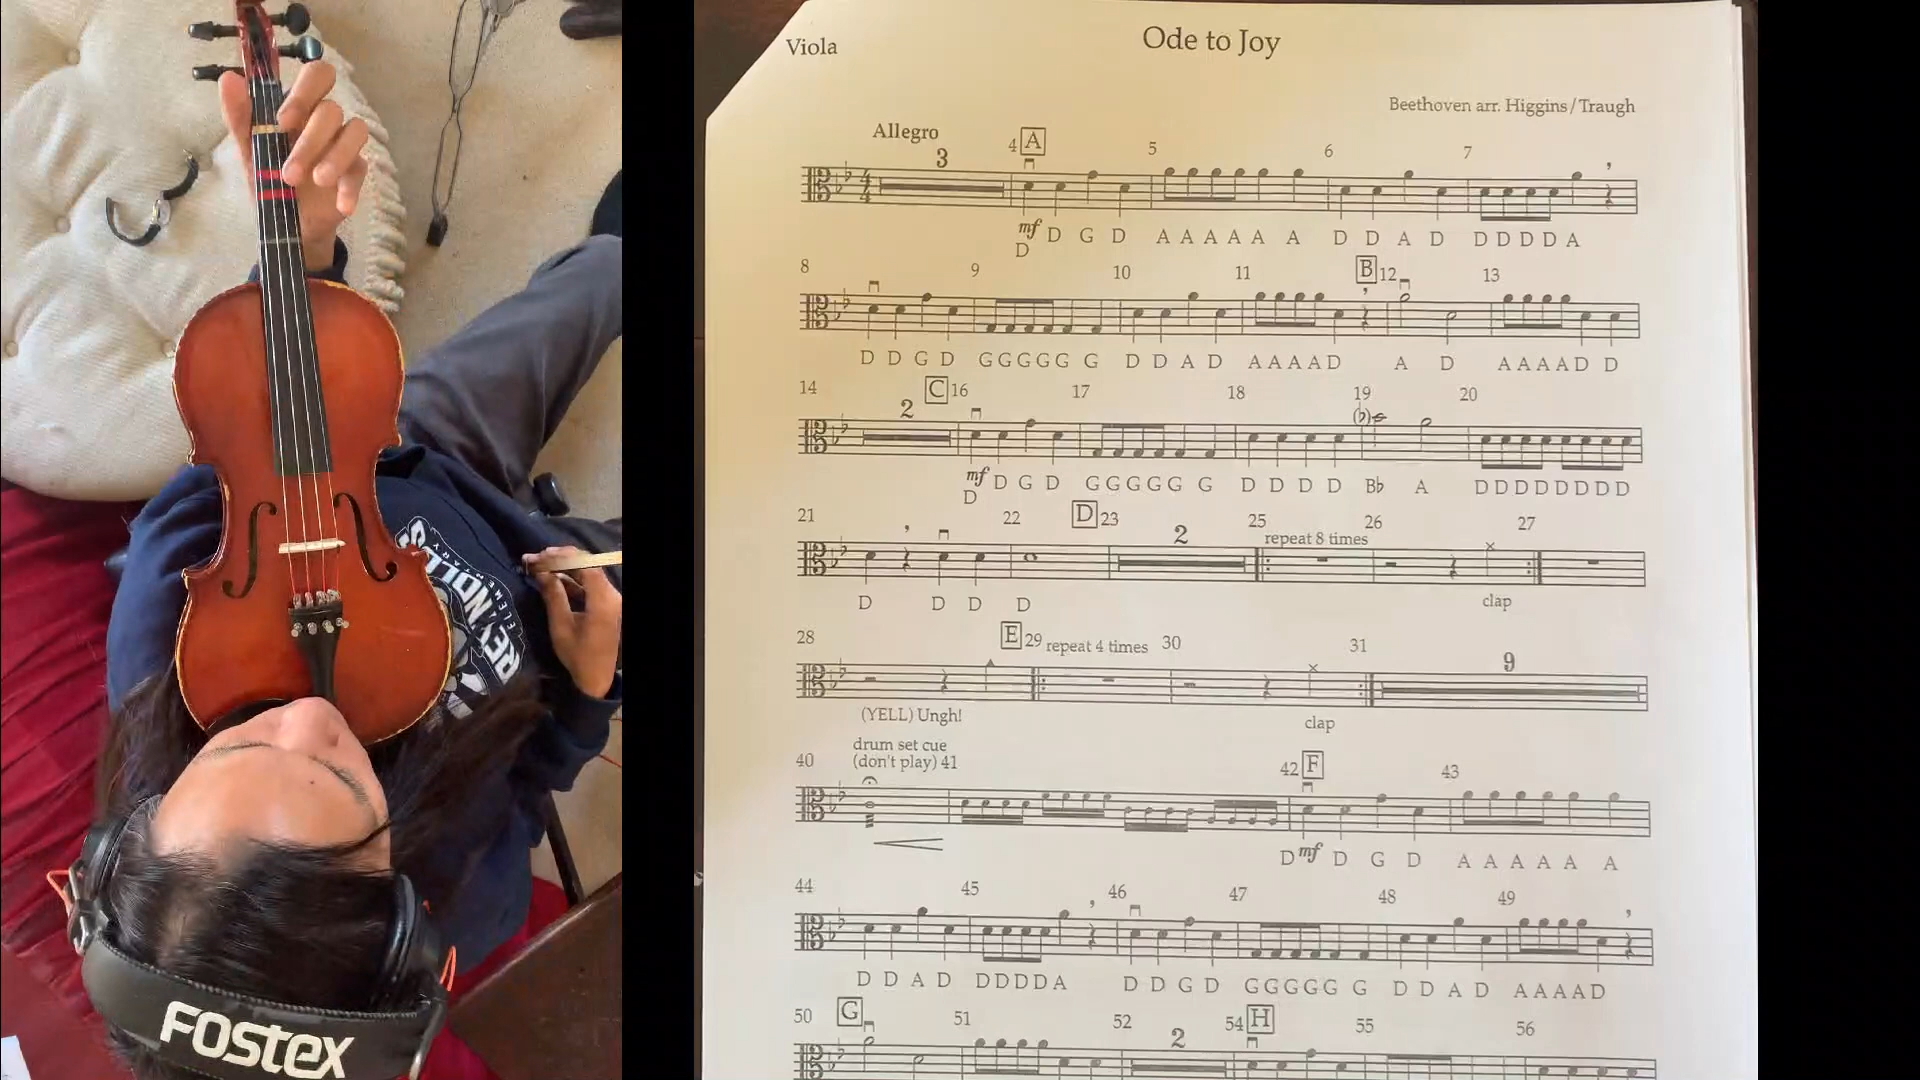 REYNOLDS
ELEMENTARY
FOSTEX
Viola
Ode to Joy
Beethoven arr. Higgins/Traugh
Allegro
3 4 A 5 6 7
mf
D D G D A A A A A A D D A D D D D D A
8 9 10 11 B 12 13
D D G D G G G G G G D D A D A A A A D A D A A A A D D
14 2 C 16 17 18 19 20
mf
D D G D G G G G G G D D D D Bb A D D D D D D D D
21 22 D 23 2 25 repeat 8 times 26 27
D D D D clap
28 E 29 repeat 4 times 30 31 9
(YELL) Ungh! clap
drum set cue
40 (don't play) 41 42 F 43
D mf D G D A A A A A A
44 45 46 47 48 49
D D A D D D D D A D D G D G G G G G G D D A D A A A A D
50 G 51 52 2 54 H 55 56